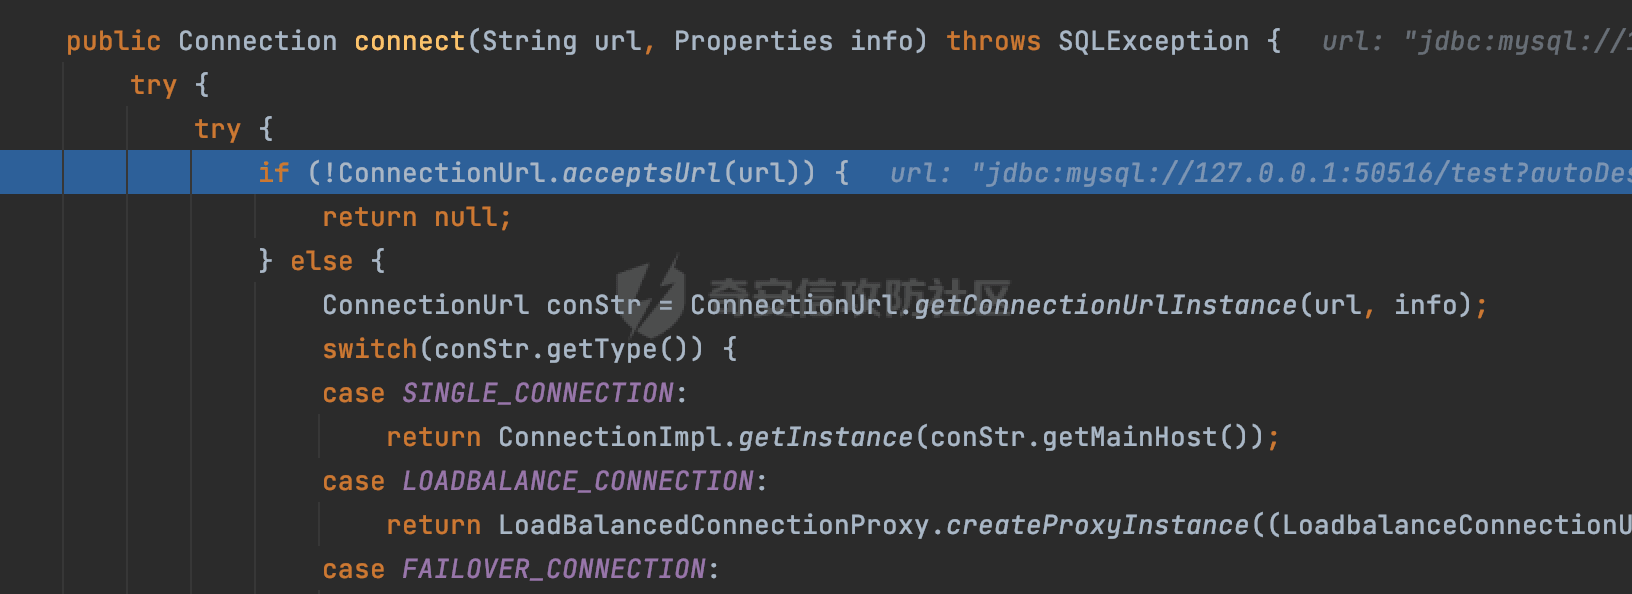 public Connection connect(String url, Properties info) throws SQLException {   url: "jdbc:mysql://1
try {
try {
if (!ConnectionUrl.acceptsUrl(url)) {   url: "jdbc:mysql://127.0.0.1:50516/test?autoDes
return null;
} else {
ConnectionUrl conStr = ConnectionUrl.getConnectionUrlInstance(url, info);
奇安信攻防社区
switch(conStr.getType()) {
case SINGLE_CONNECTION:
return ConnectionImpl.getInstance(conStr.getMainHost());
case LOADBALANCE_CONNECTION:
return LoadBalancedConnectionProxy.createProxyInstance((LoadbalanceConnectionU
case FAILOVER_CONNECTION: